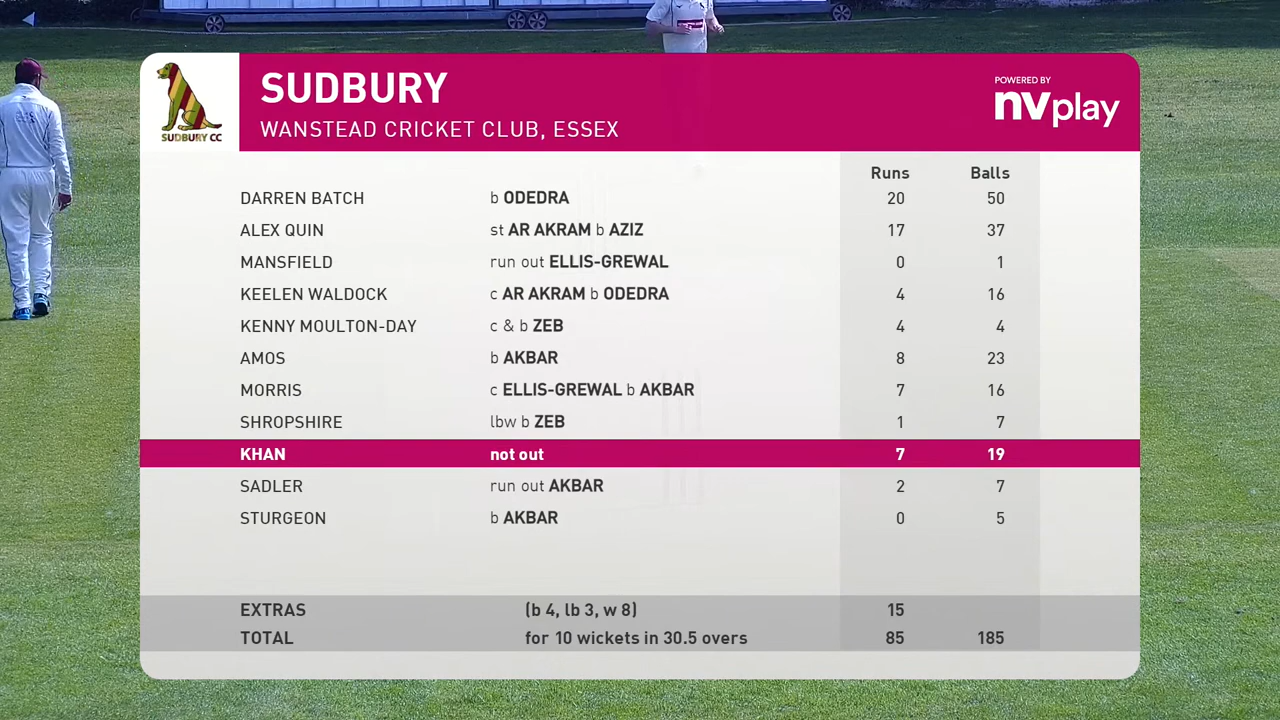 SUDBURY
WANSTEAD CRICKET CLUB, ESSEX
SUDBURY CC
POWERED BY
nvplay
Runs Balls
DARREN BATCH b ODEDRA 20 50
ALEX QUIN st AR AKRAM b AZIZ 17 37
MANSFIELD run out ELLIS-GREWAL 0 1
KEELEN WALDOCK c AR AKRAM b ODEDRA 4 16
KENNY MOULTON-DAY c & b ZEB 4 4
AMOS b AKBAR 8 23
MORRIS c ELLIS-GREWAL b AKBAR 7 16
SHROPSHIRE lbw b ZEB 1 7
KHAN not out 7 19
SADLER run out AKBAR 2 7
STURGEON b AKBAR 0 5
EXTRAS (b 4, lb 3, w 8) 15
TOTAL for 10 wickets in 30.5 overs 85 185